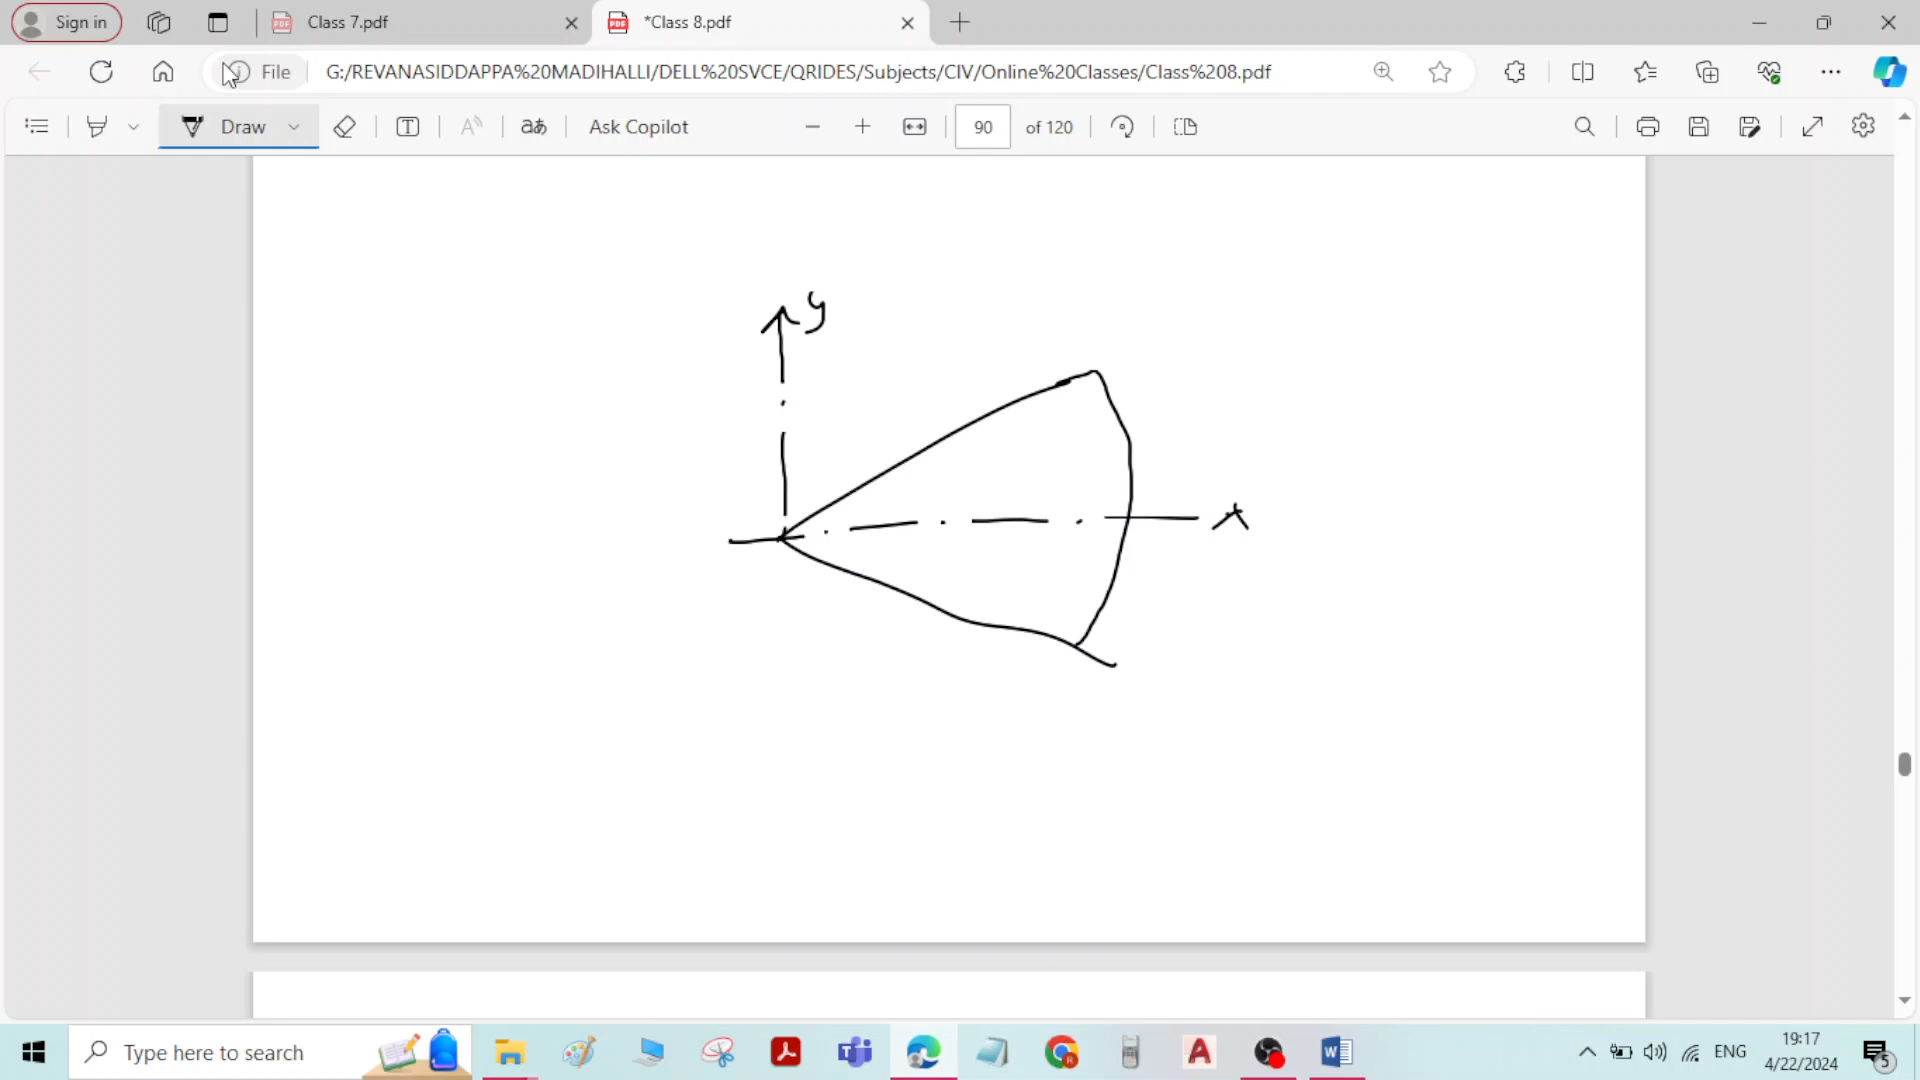 Sign in
Class 7.pdf
*Class 8.pdf
File
G:/REVANASIDDAPPA%20MADIHALLI/DELL%20SVCE/QRIDES/Subjects/CIV/Online%20Classes/Class%208.pdf
Draw
Ask Copilot
90 of 120
y
x
Type here to search
ENG
19:17
4/22/2024
5